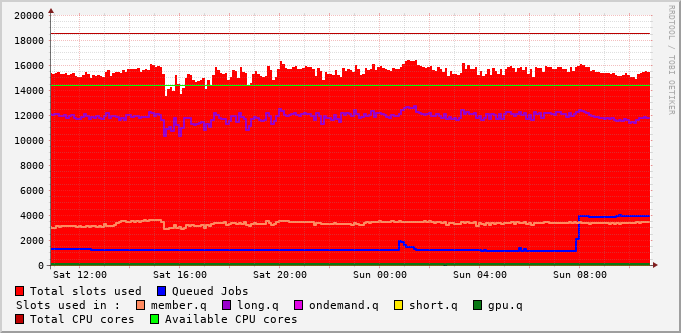 RRDTOOL / TOBI OETIKER
20000
18000
16000
14000
12000
10000
8000
6000
4000
2000
0
Sat 12:00 Sat 16:00 Sat 20:00 Sun 00:00 Sun 04:00 Sun 08:00
Total slots used Queued Jobs
Slots used in : member.q long.q ondemand.q short.q gpu.q
Total CPU cores Available CPU cores